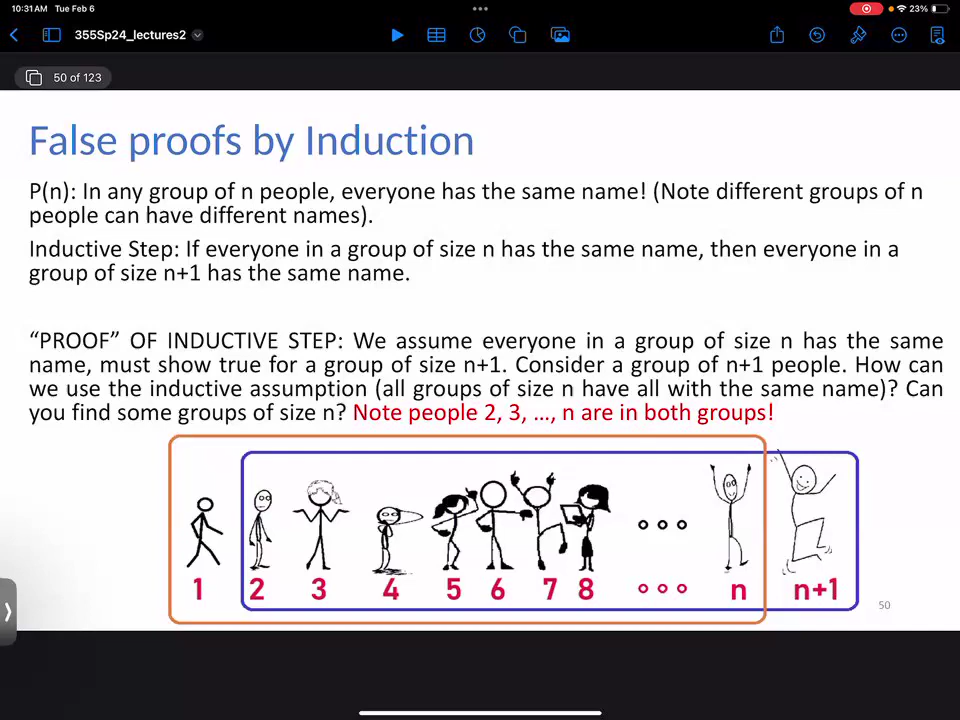 10:31AM Tue Feb 6
23%
355Sp24_lectures2
50 of 123
False proofs by Induction
P(n): In any group of n people, everyone has the same name! (Note different groups of n
people can have different names).
Inductive Step: If everyone in a group of size n has the same name, then everyone in a
group of size n+1 has the same name.
“PROOF” OF INDUCTIVE STEP: We assume everyone in a group of size n has the same
name, must show true for a group of size n+1. Consider a group of n+1 people. How can
we use the inductive assumption (all groups of size n have all with the same name)? Can
you find some groups of size n? Note people 2, 3, …, n are in both groups!
1 2 3 4 5 6 7 8 n n+1
50